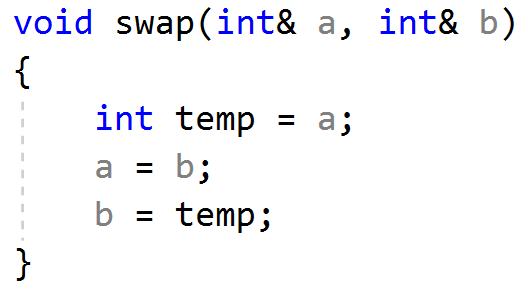 void swap(int& a, int& b)
{
    int temp = a;
    a = b;
    b = temp;
}